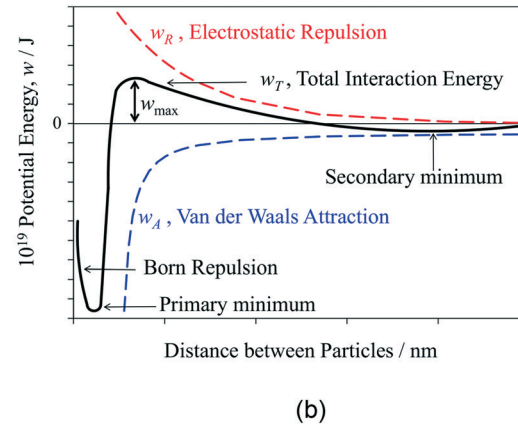 w_R , Electrostatic Repulsion
w_T , Total Interaction Energy
w_max
0
Secondary minimum
w_A , Van der Waals Attraction
Born Repulsion
Primary minimum
10^19 Potential Energy, w / J
Distance between Particles / nm
(b)